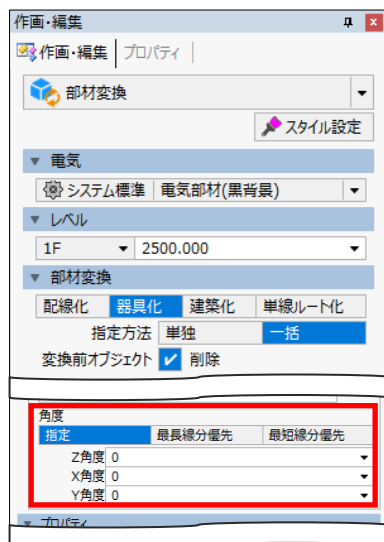 作画・編集
作画・編集 プロパティ
部材変換
スタイル設定
電気
システム標準 電気部材(黒背景)
レベル
1F 2500.000
部材変換
配線化 器具化 建築化 単線ルート化
指定方法 単独 一括
変換前オブジェクト 削除
角度
指定 最長線分優先 最短線分優先
Z角度 0
X角度 0
Y角度 0
プロパティ